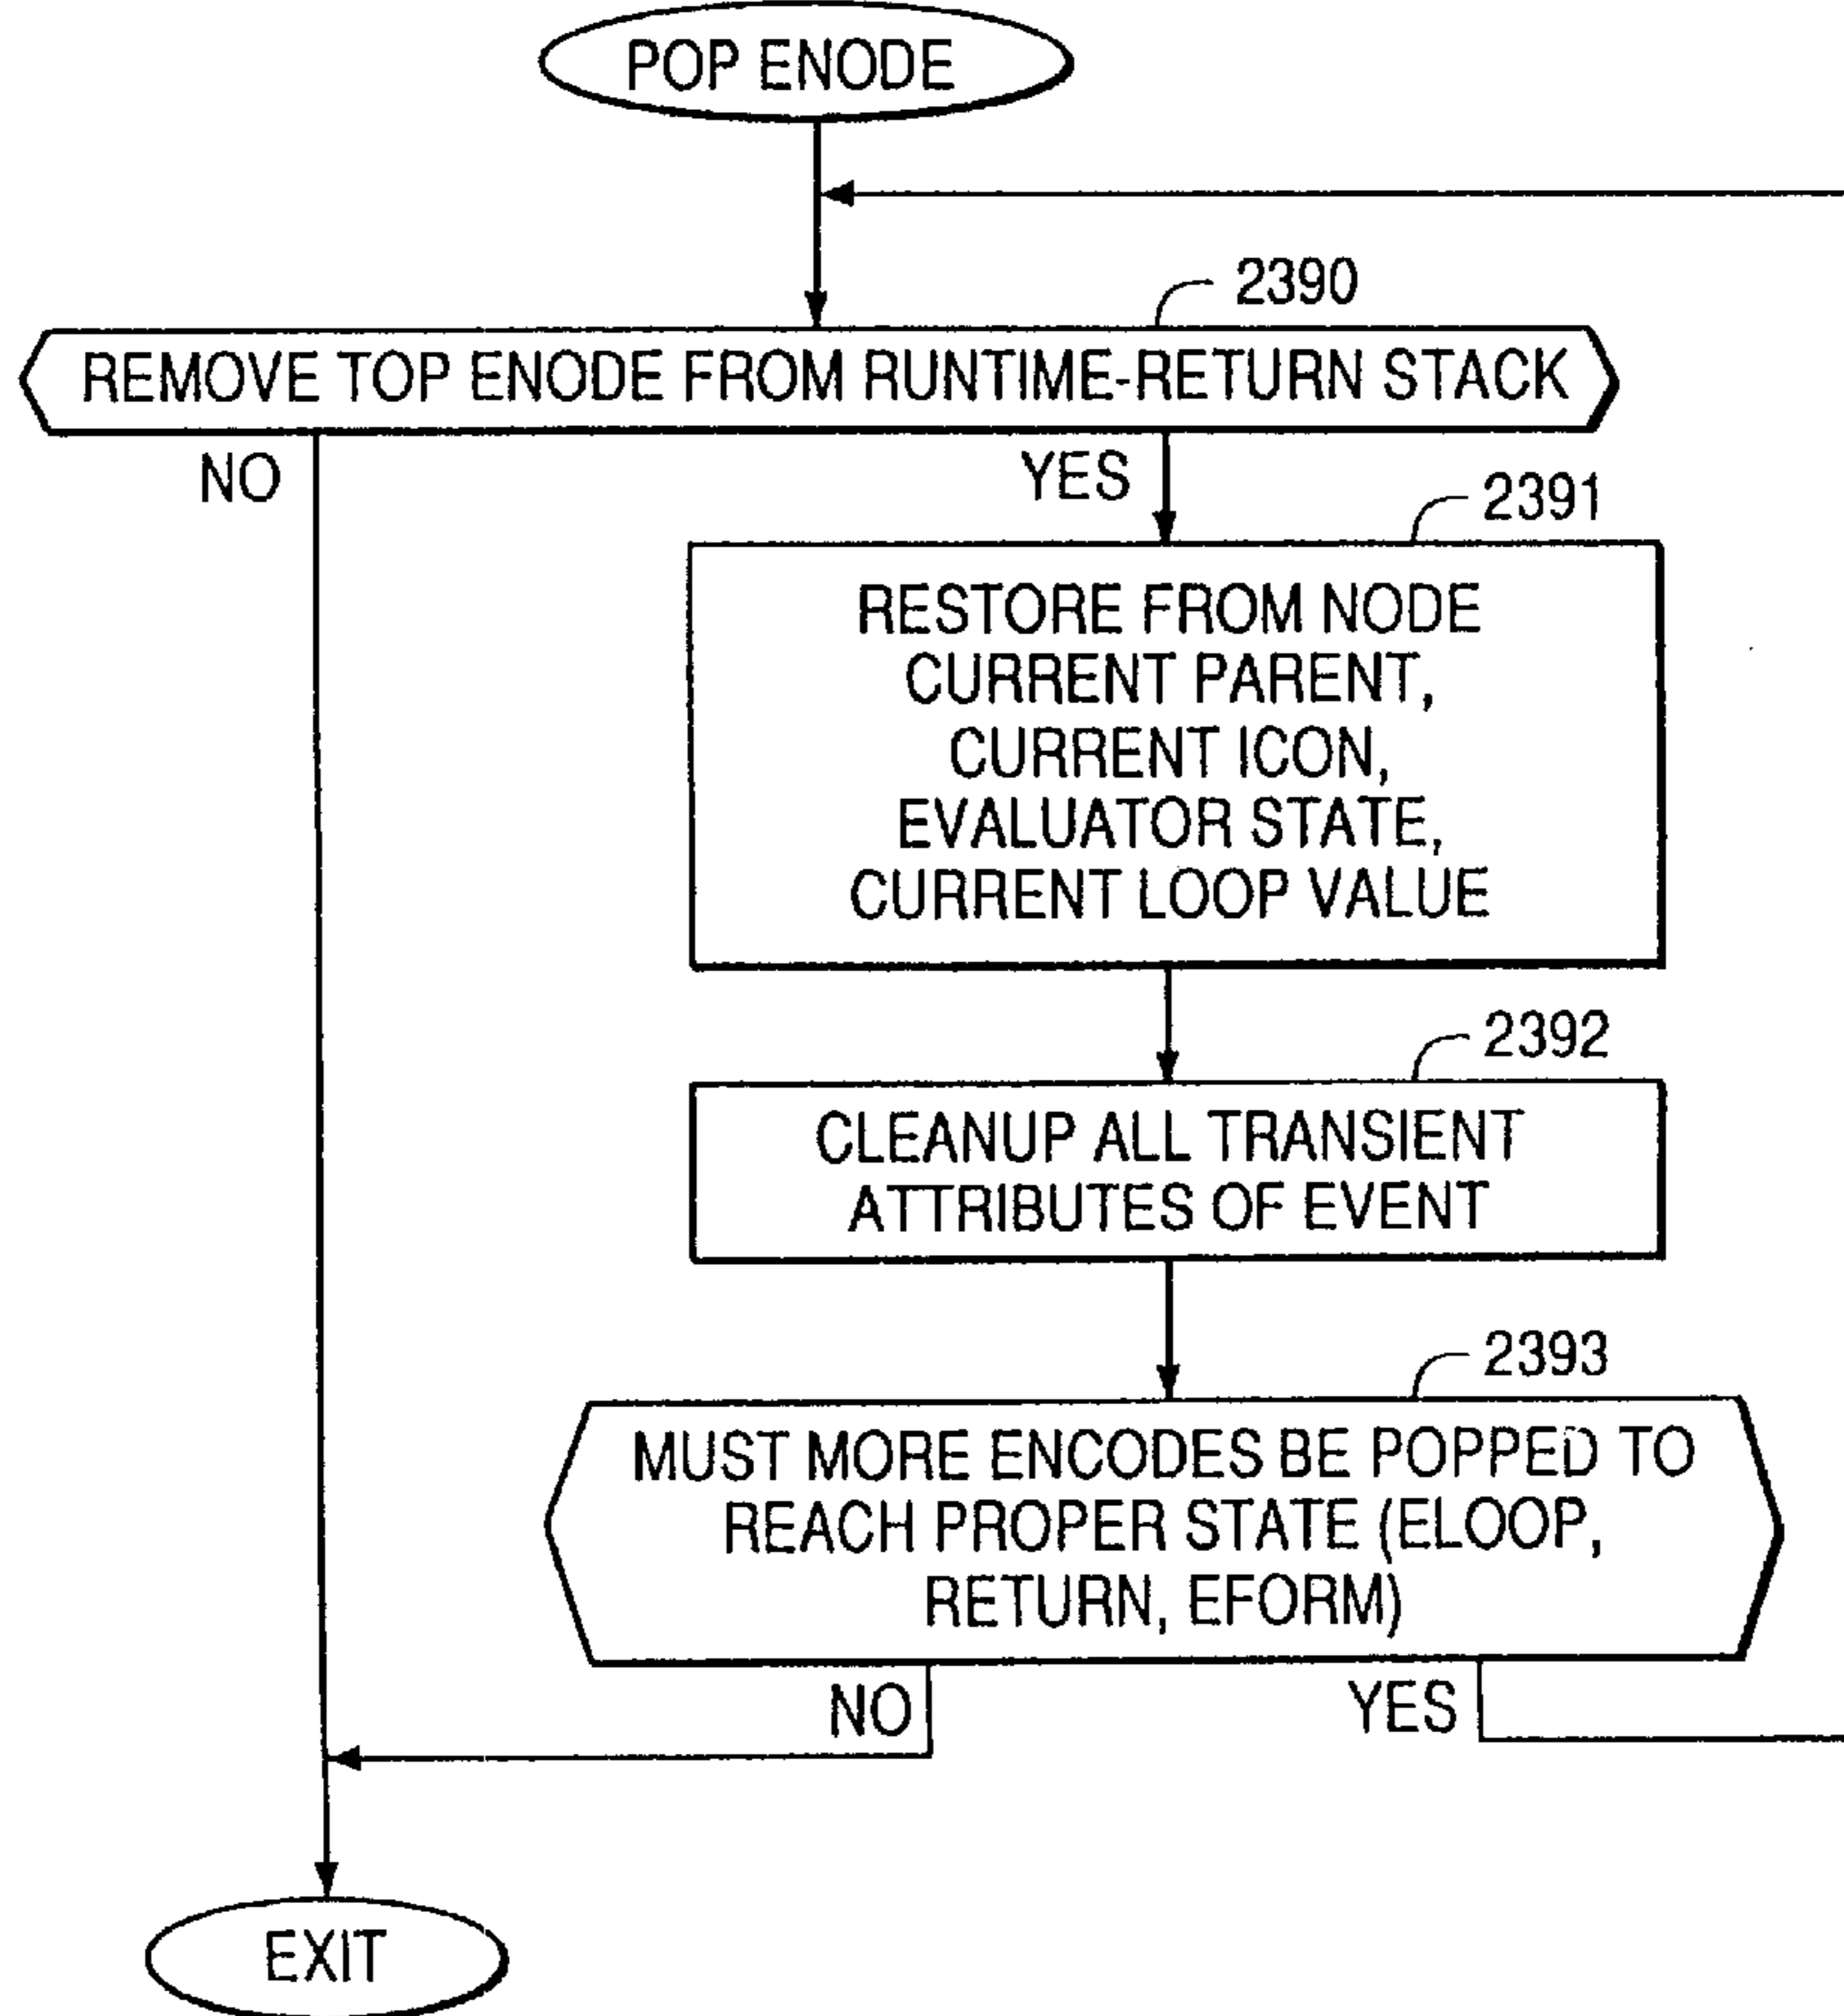 POP ENODE
2390
REMOVE TOP ENODE FROM RUNTIME-RETURN STACK
NO
YES
2391
RESTORE FROM NODE
CURRENT PARENT,
CURRENT ICON,
EVALUATOR STATE,
CURRENT LOOP VALUE
2392
CLEANUP ALL TRANSIENT
ATTRIBUTES OF EVENT
2393
MUST MORE ENCODES BE POPPED TO
REACH PROPER STATE (ELOOP,
RETURN, EFORM)
NO
YES
EXIT